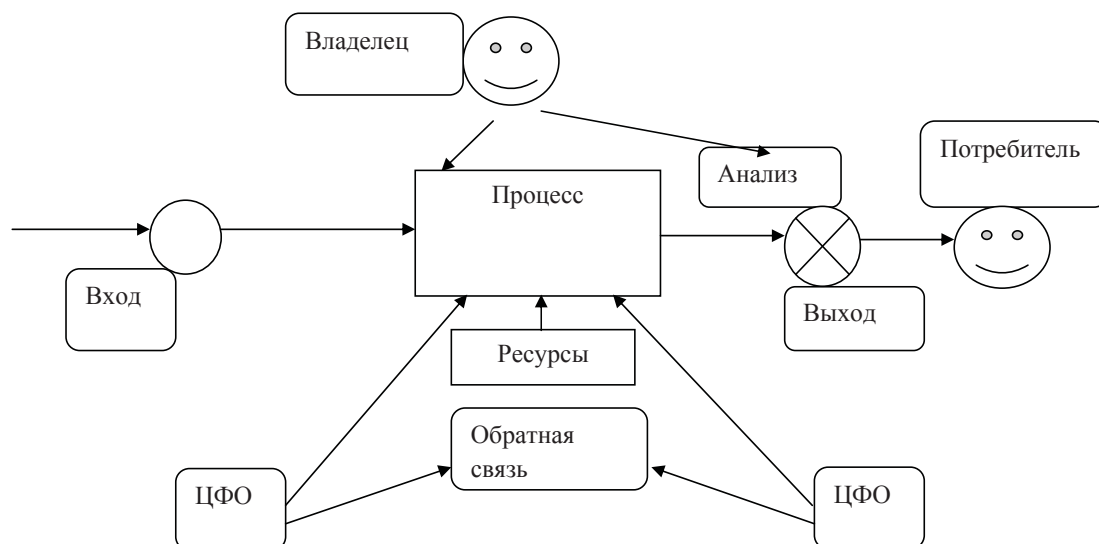 Владелец
Потребитель
Анализ
Процесс
Вход
Выход
Ресурсы
Обратная
связь
ЦФО
ЦФО